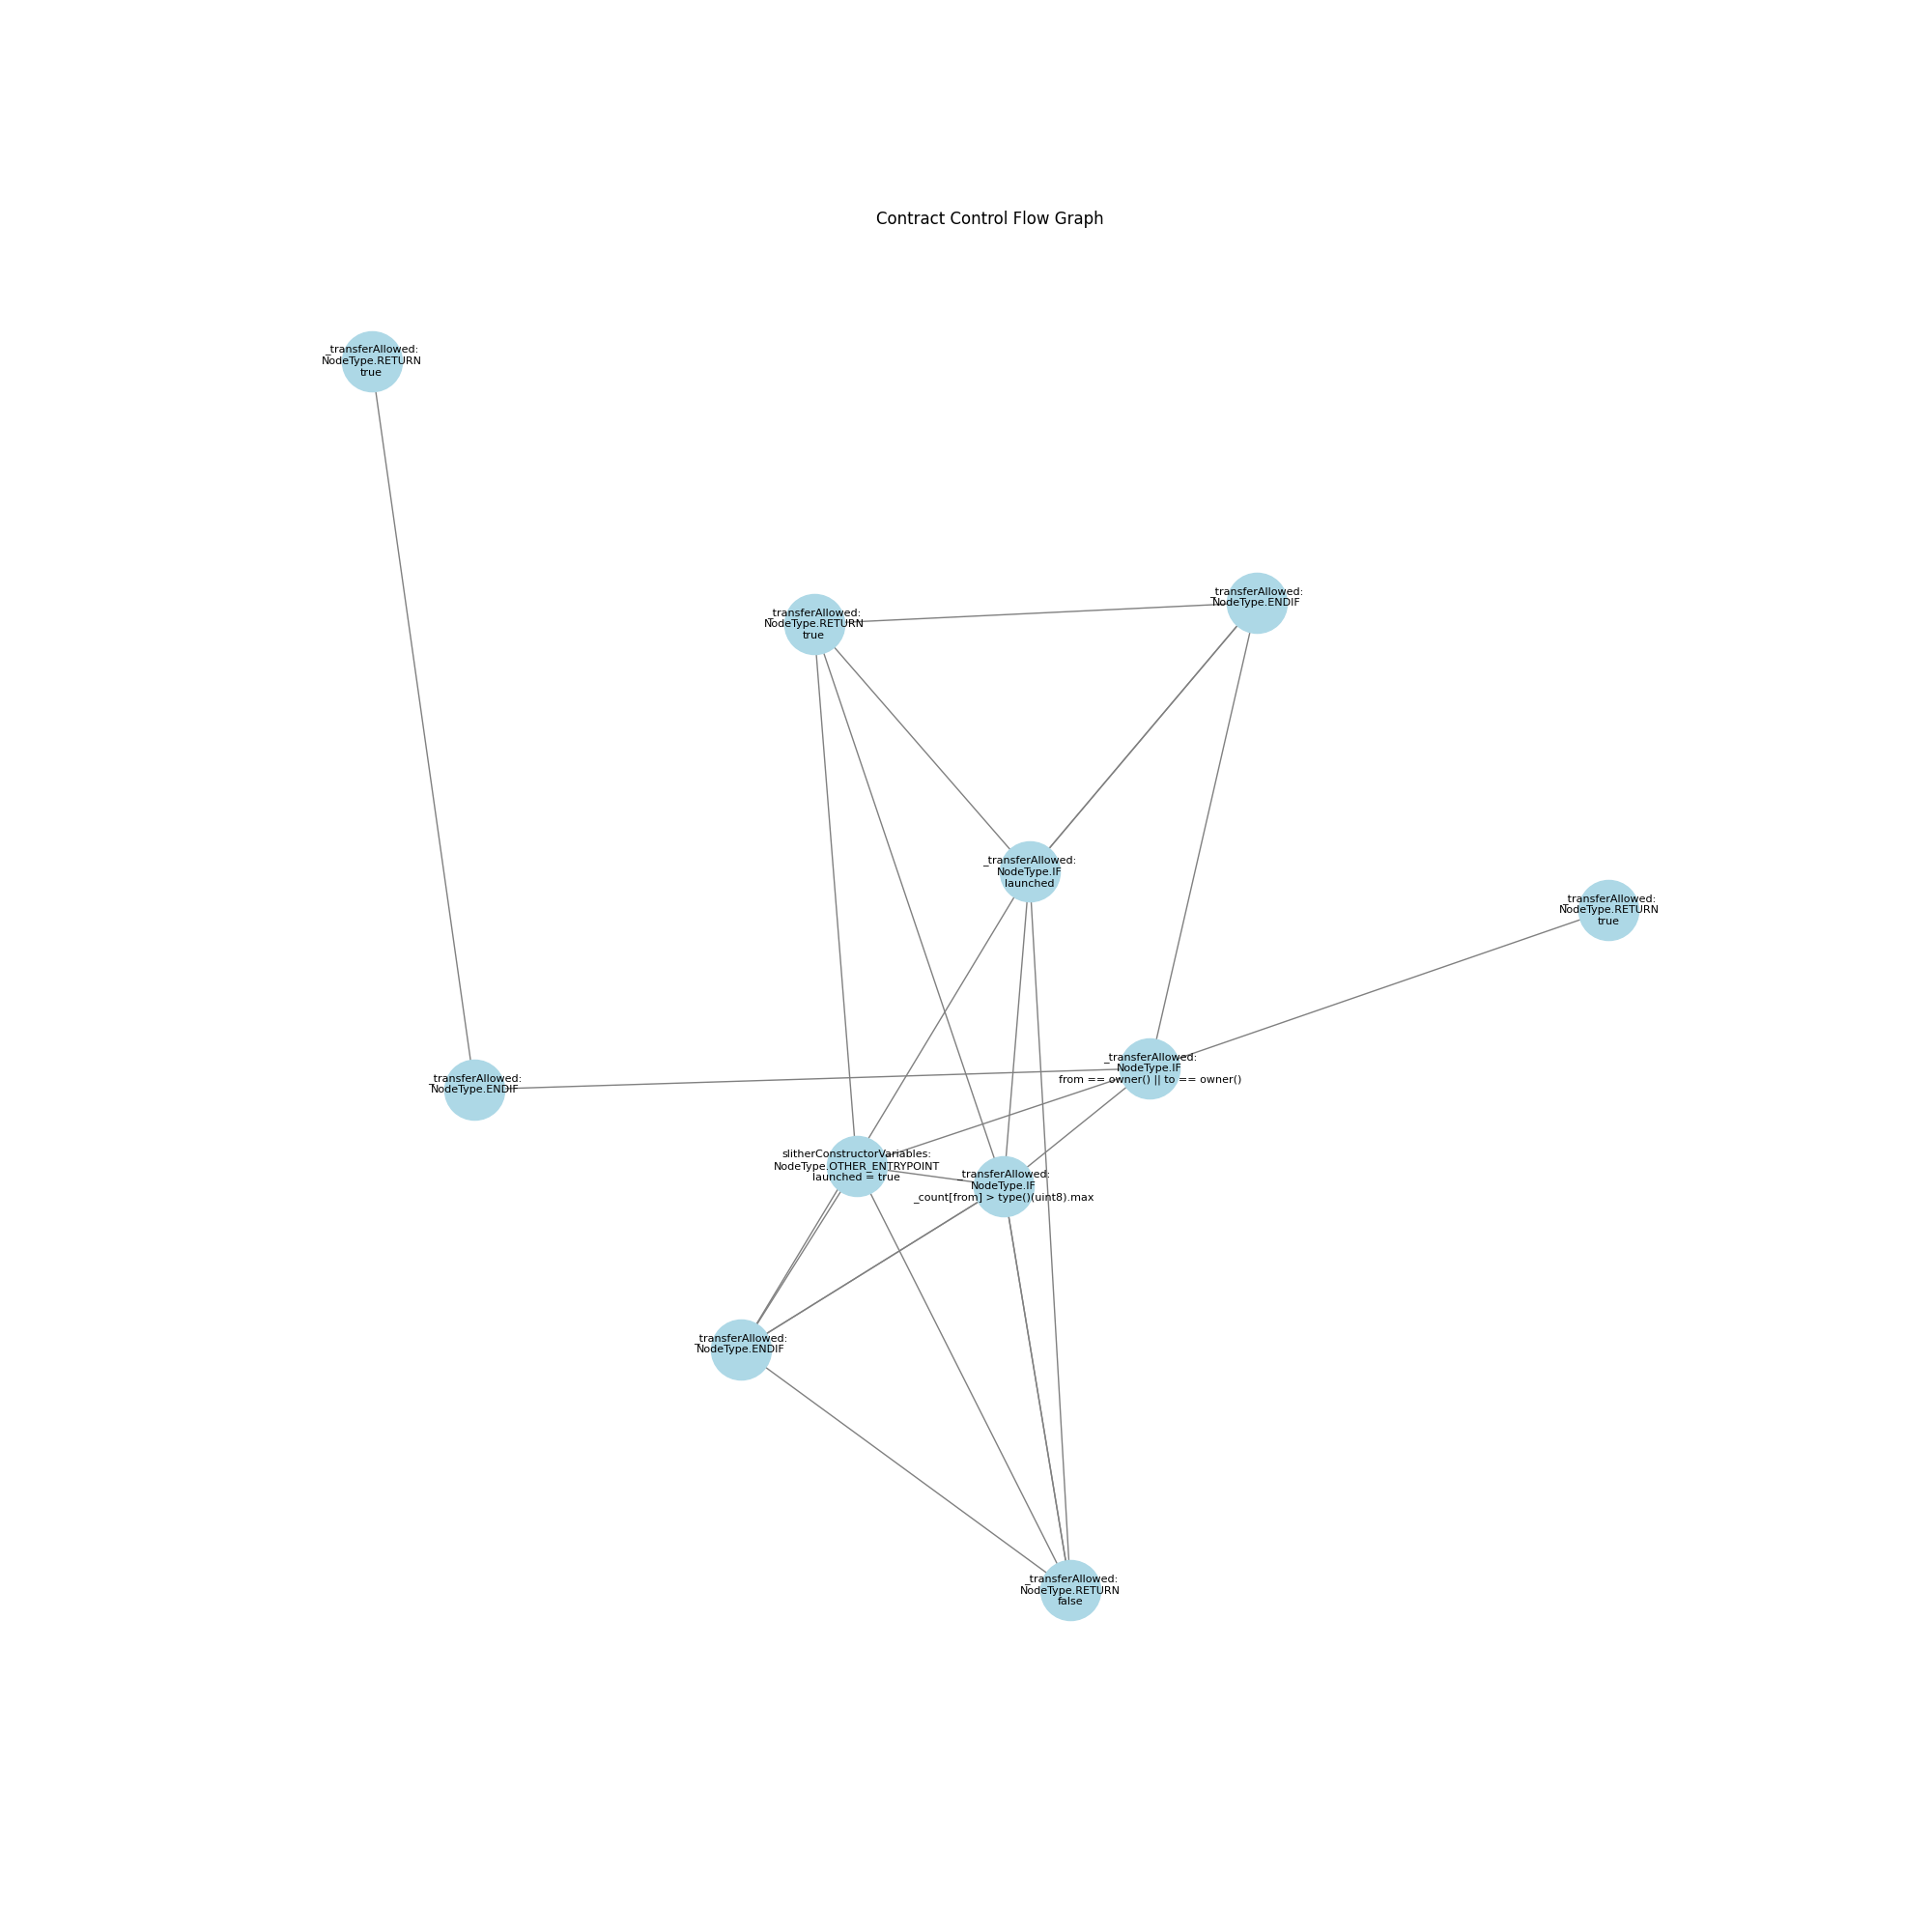 Contract Control Flow Graph
_transferAllowed:
NodeType.RETURN
true
_transferAllowed:
NodeType.ENDIF
_transferAllowed:
NodeType.RETURN
true
_transferAllowed:
NodeType.IF
launched
_transferAllowed:
NodeType.RETURN
true
_transferAllowed:
NodeType.IF
from == owner() || to == owner()
_transferAllowed:
NodeType.ENDIF
slitherConstructorVariables:
NodeType.OTHER_ENTRYPOINT
launched = true
_transferAllowed:
NodeType.IF
_count[from] > type()(uint8).max
_transferAllowed:
NodeType.ENDIF
_transferAllowed:
NodeType.RETURN
false